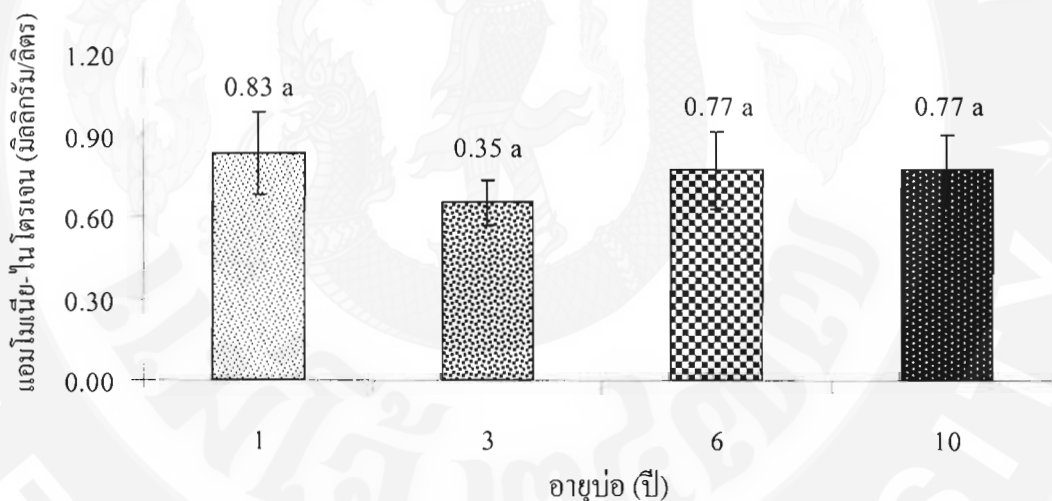 แอมโมเนีย-ไนโตรเจน (มิลลิกรัม/ลิตร)
1.20
0.90
0.60
0.30
0.00
0.83 a
0.35 a
0.77 a
0.77 a
1 3 6 10
อายุบ่อ (ปี)